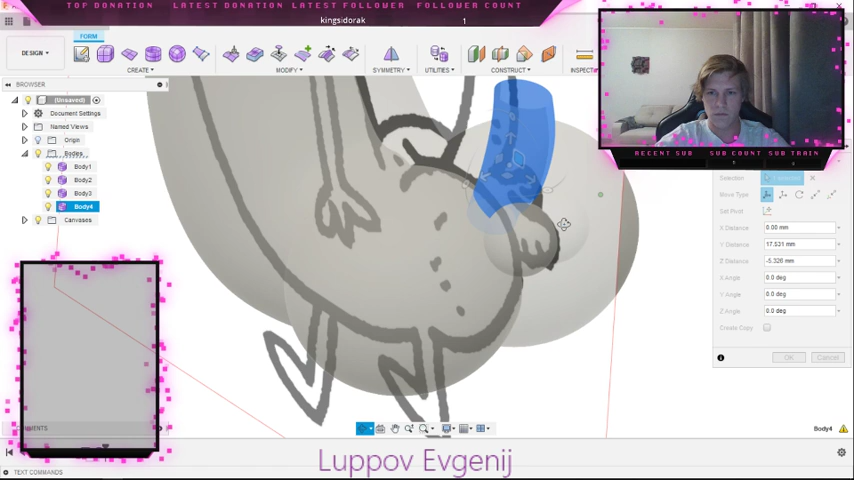 TOP DONATION LATEST DONATION LATEST FOLLOWER FOLLOWER COUNT
kingsidorak 1
FORM
DESIGN
CREATE
MODIFY
SYMMETRY
UTILITIES
CONSTRUCT
INSPECT
BROWSER
(Unsaved)
Document Settings
Named Views
Origin
Bodies
Body1
Body2
Body3
Body4
Canvases
RECENT SUB SUB COUNT SUB TRAIN
Selection
Move Type
Set Pivot
X Distance 0.00 mm
Y Distance 17.521 mm
Z Distance -5.326 mm
X Angle 0.0 deg
Y Angle 0.0 deg
Z Angle 0.0 deg
Create Copy
OK Cancel
COMMENTS
Body4
Luppov Evgenij
TEXT COMMANDS